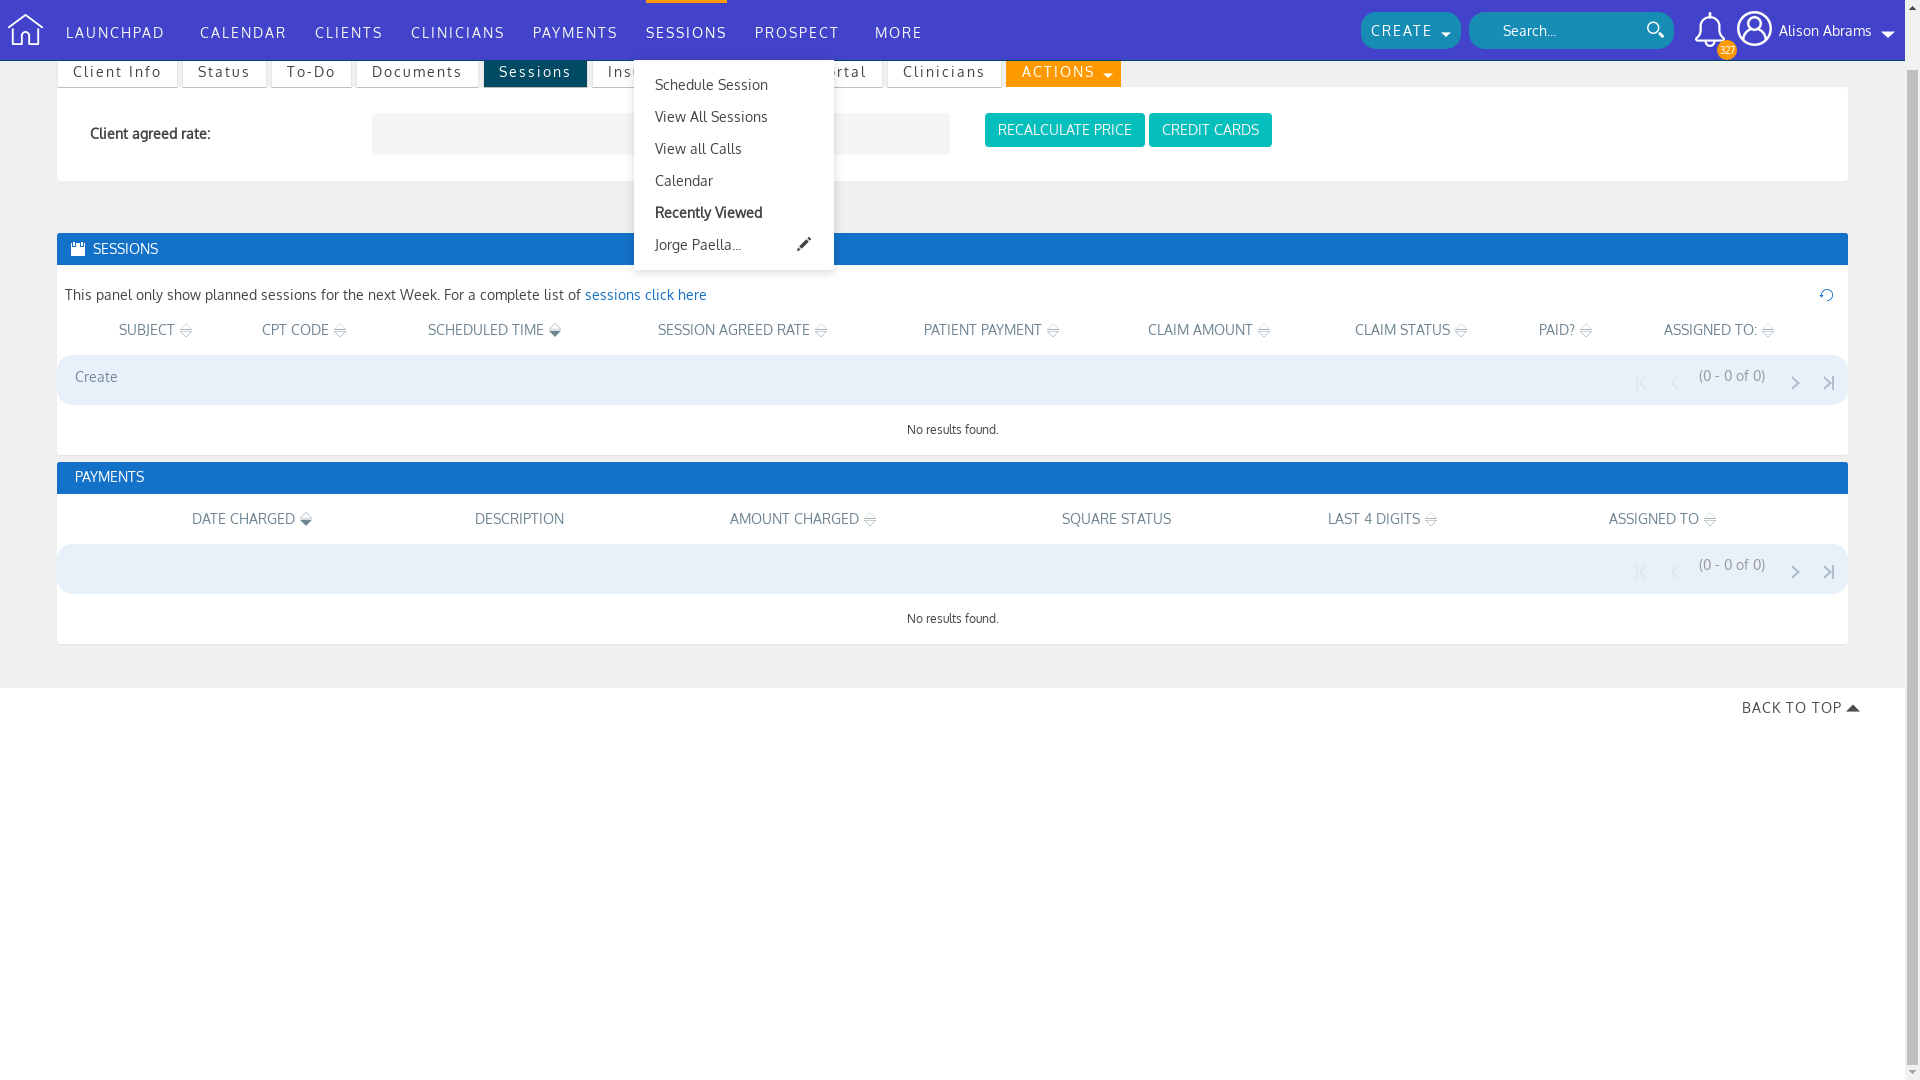 LAUNCHPAD CALENDAR CLIENTS CLINICIANS PAYMENTS SESSIONS PROSPECT MORE CREATE Search... 327 Alison Abrams
Client Info Status To-Do Documents Sessions Clinicians ACTIONS
Schedule Session
View All Sessions
View all Calls
Calendar
Recently Viewed
Jorge Paella...
Client agreed rate: RECALCULATE PRICE CREDIT CARDS
SESSIONS
This panel only show planned sessions for the next Week. For a complete list of sessions click here
SUBJECT CPT CODE SCHEDULED TIME SESSION AGREED RATE PATIENT PAYMENT CLAIM AMOUNT CLAIM STATUS PAID? ASSIGNED TO:
Create (0 - 0 of 0)
No results found.
PAYMENTS
DATE CHARGED DESCRIPTION AMOUNT CHARGED SQUARE STATUS LAST 4 DIGITS ASSIGNED TO
(0 - 0 of 0)
No results found.
BACK TO TOP